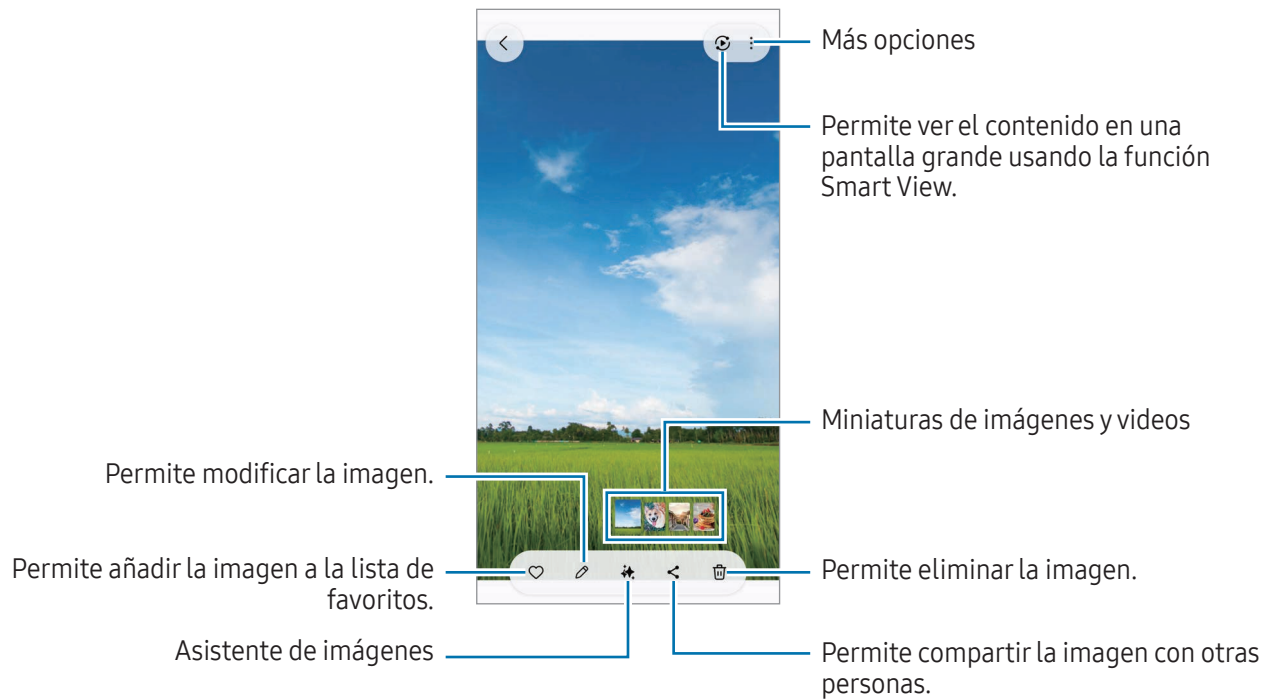 Más opciones
Permite ver el contenido en una
pantalla grande usando la función
Smart View.
Miniaturas de imágenes y videos
Permite modificar la imagen.
Permite añadir la imagen a la lista de
favoritos.
Permite eliminar la imagen.
Asistente de imágenes
Permite compartir la imagen con otras
personas.